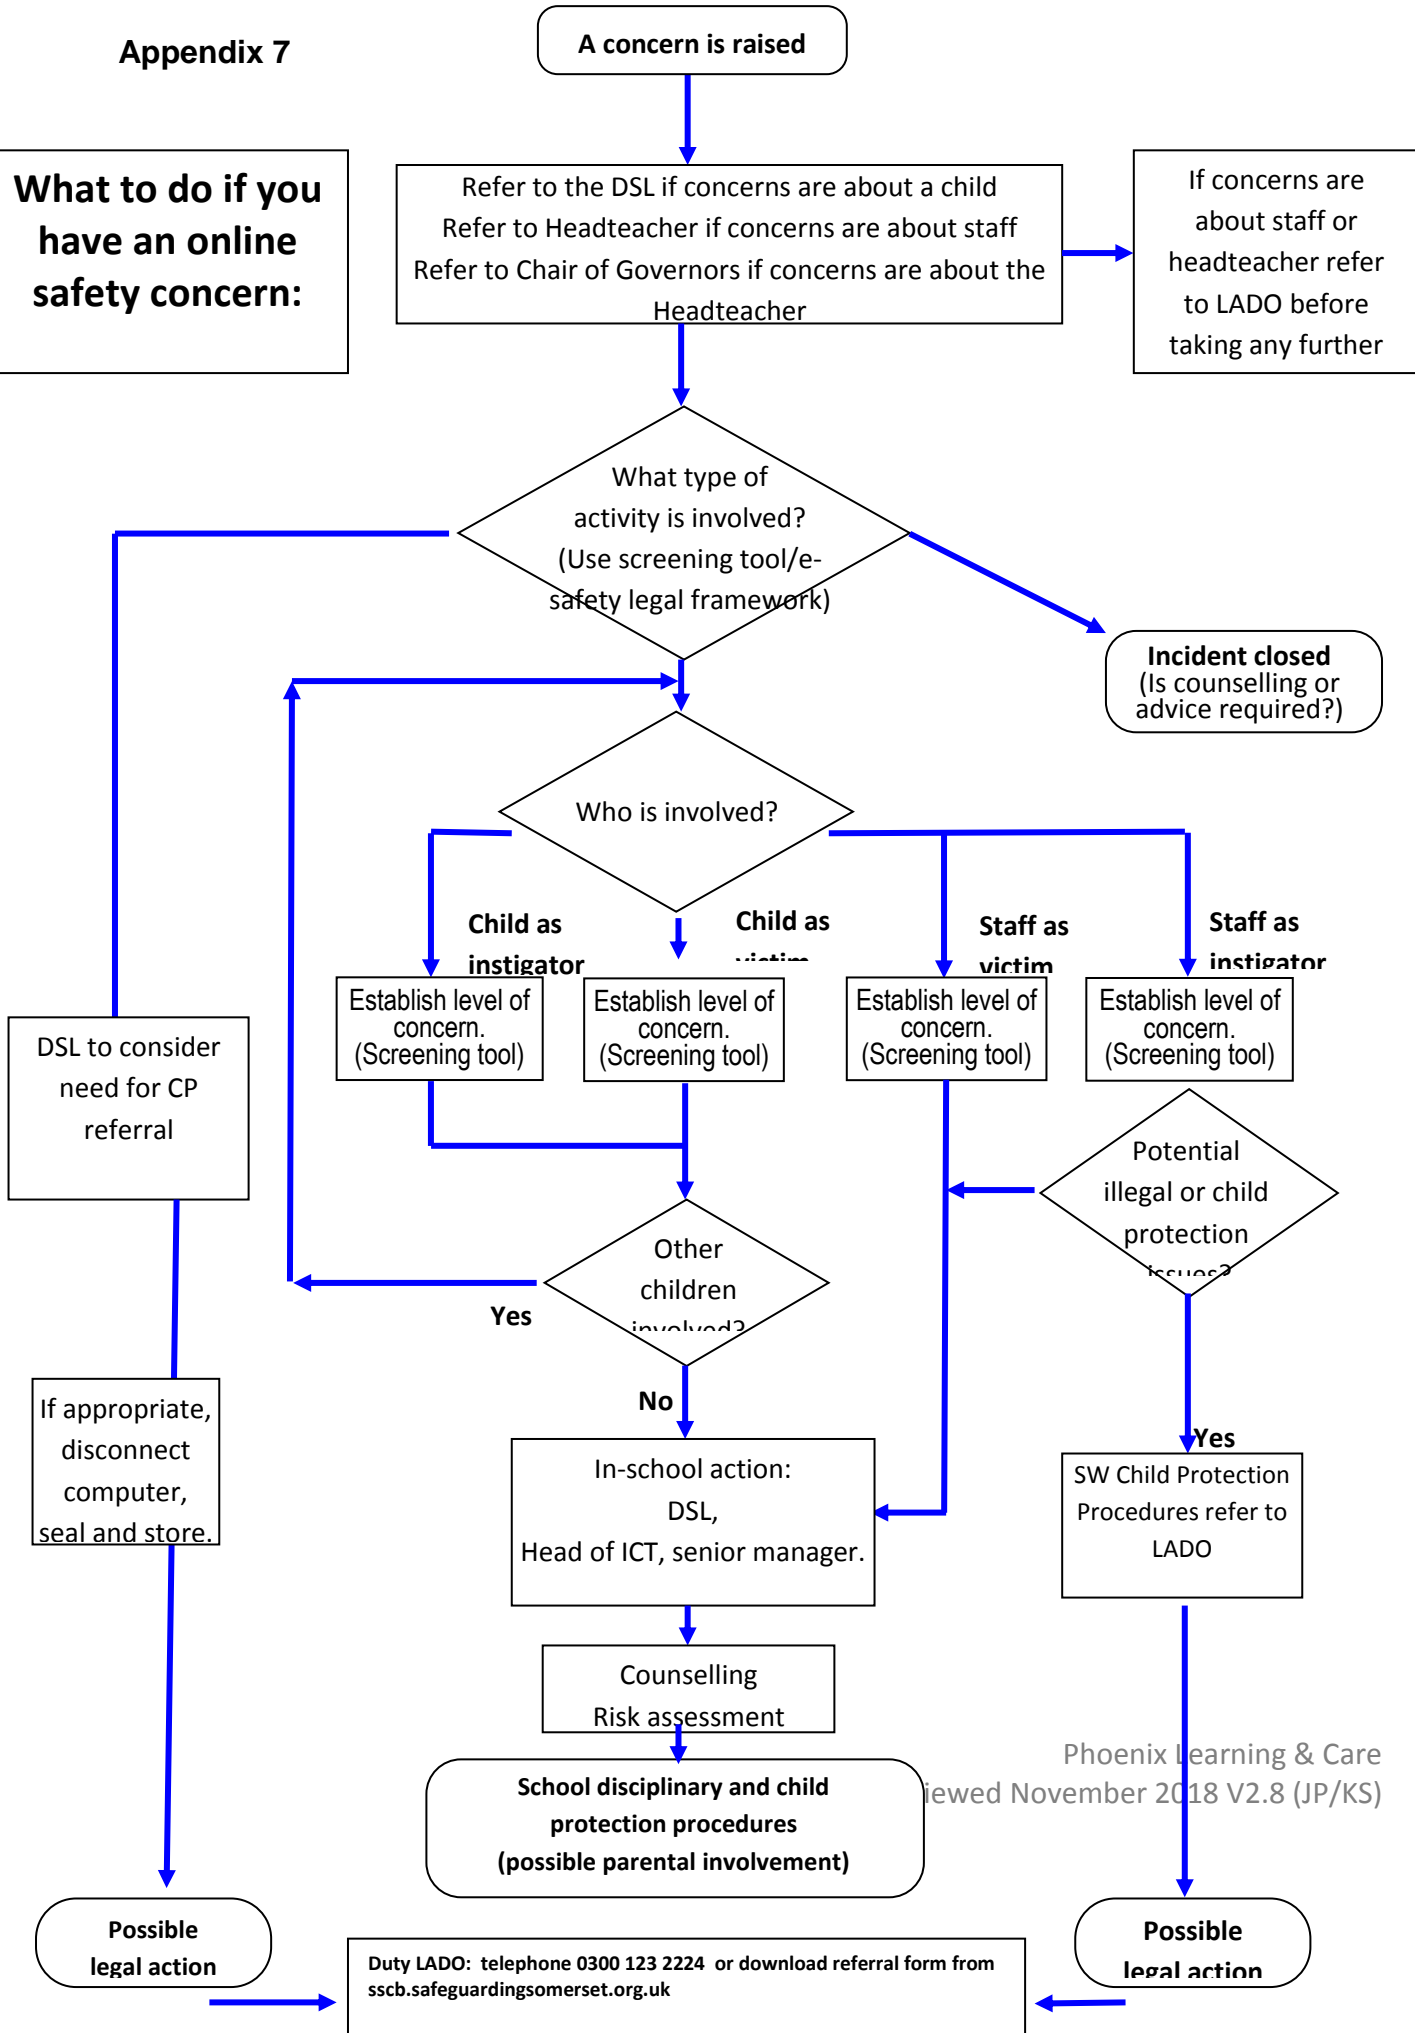 Appendix 7
A concern is raised
What to do if you
have an online
safety concern:
Refer to the DSL if concerns are about a child
Refer to Headteacher if concerns are about staff
Refer to Chair of Governors if concerns are about the
Headteacher
If concerns are
about staff or
headteacher refer
to LADO before
taking any further
What type of
activity is involved?
(Use screening tool/e-
safety legal framework)
Incident closed
(Is counselling or
advice required?)
Who is involved?
Child as
instigator
Child as
victim
Staff as
victim
Staff as
instigator
Establish level of
concern.
(Screening tool)
Establish level of
concern.
(Screening tool)
Establish level of
concern.
(Screening tool)
Establish level of
concern.
(Screening tool)
DSL to consider
need for CP
referral
Potential
illegal or child
protection
issues?
Other
children
involved?
Yes
No
If appropriate,
disconnect
computer,
seal and store.
Yes
In-school action:
DSL,
Head of ICT, senior manager.
SW Child Protection
Procedures refer to
LADO
Counselling
Risk assessment
School disciplinary and child
protection procedures
(possible parental involvement)
Phoenix Learning & Care
iewed November 2018 V2.8 (JP/KS)
Possible
legal action
Possible
legal action
Duty LADO: telephone 0300 123 2224 or download referral form from
sscb.safeguardingsomerset.org.uk